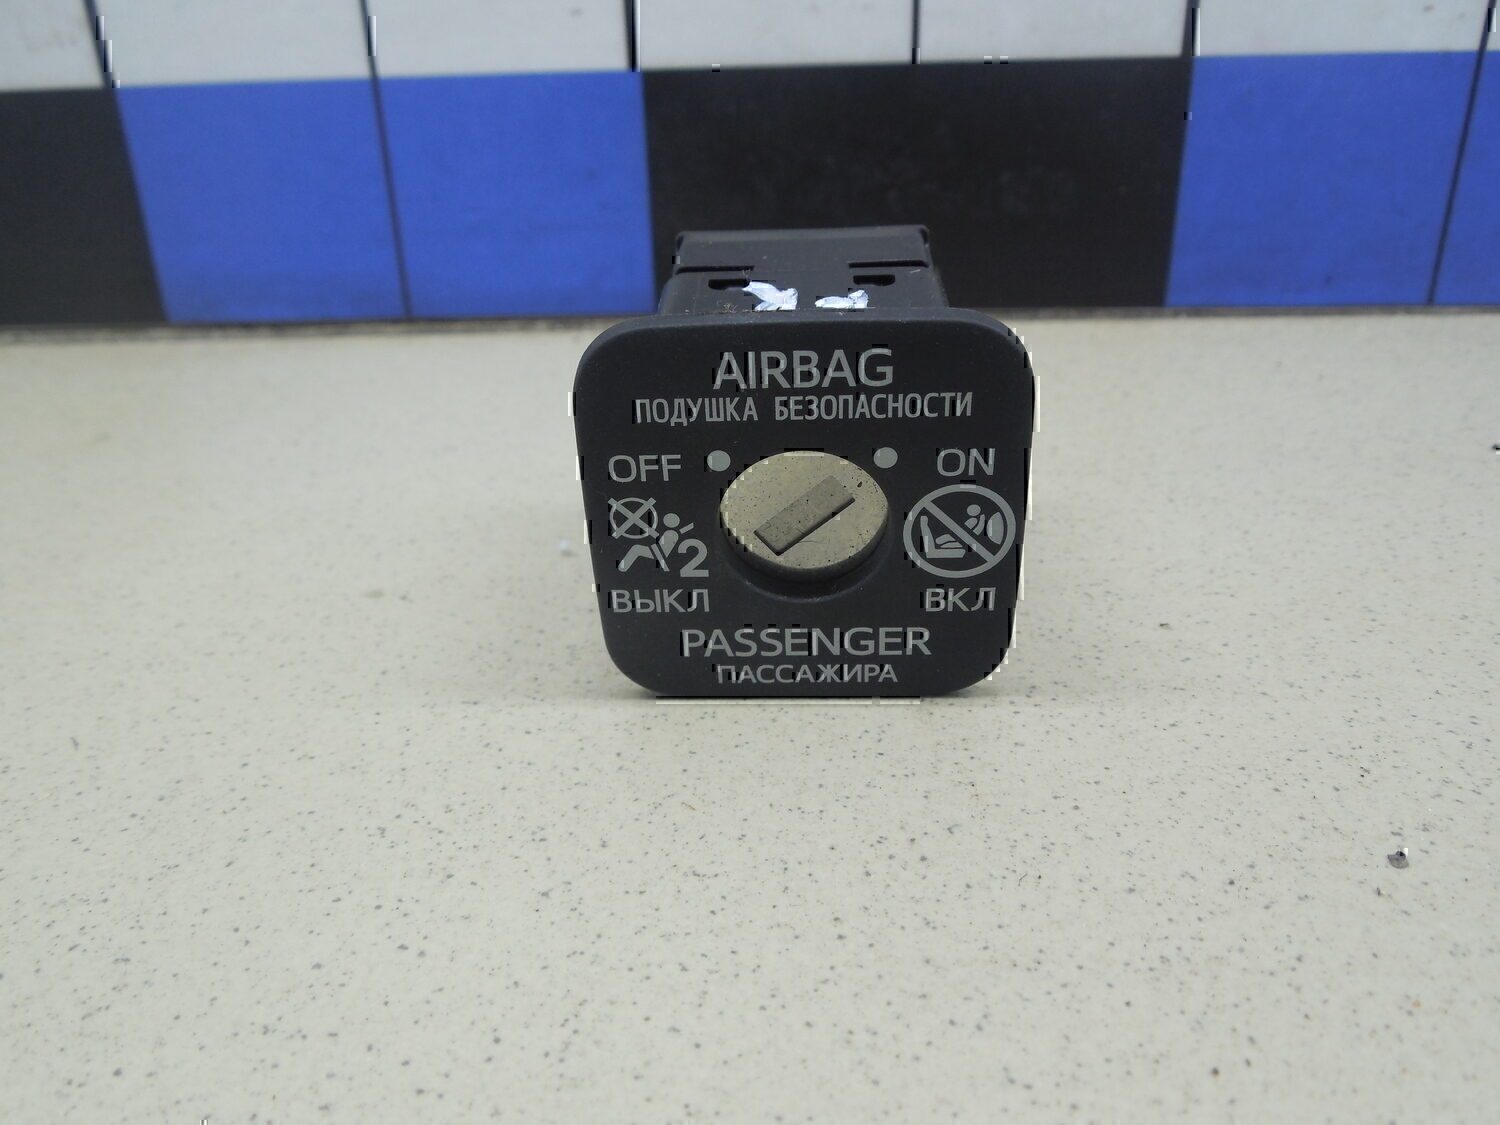 AIRBAG
ПОДУШКА БЕЗОПАСНОСТИ
OFF ON
2
ВЫКЛ ВКЛ
PASSENGER
ПАССАЖИРА